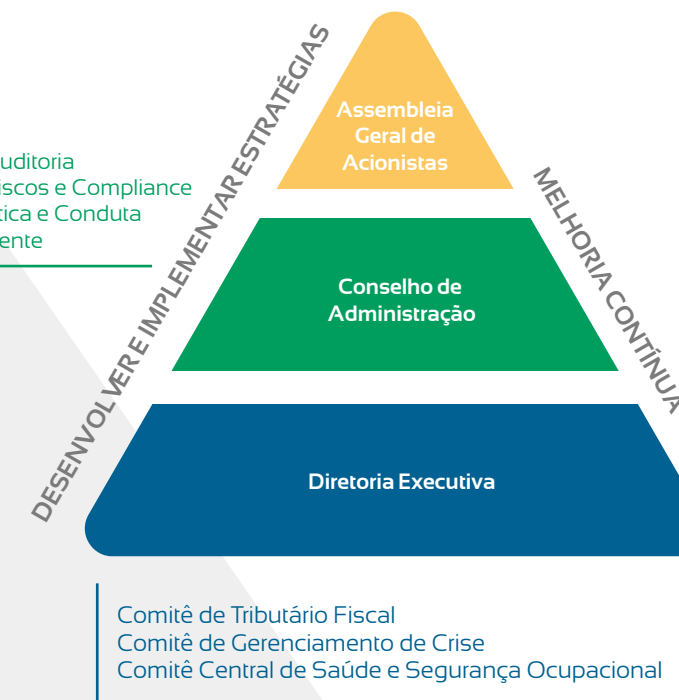 Assembleia
Geral de
Acionistas
uditoria
iscos e Compliance
tica e Conduta
ente
DESENVOLVER E IMPLEMENTAR ESTRATÉGIAS
MELHORIA CONTÍNUA
Conselho de
Administração
Diretoria Executiva
Comitê de Tributário Fiscal
Comitê de Gerenciamento de Crise
Comitê Central de Saúde e Segurança Ocupacional